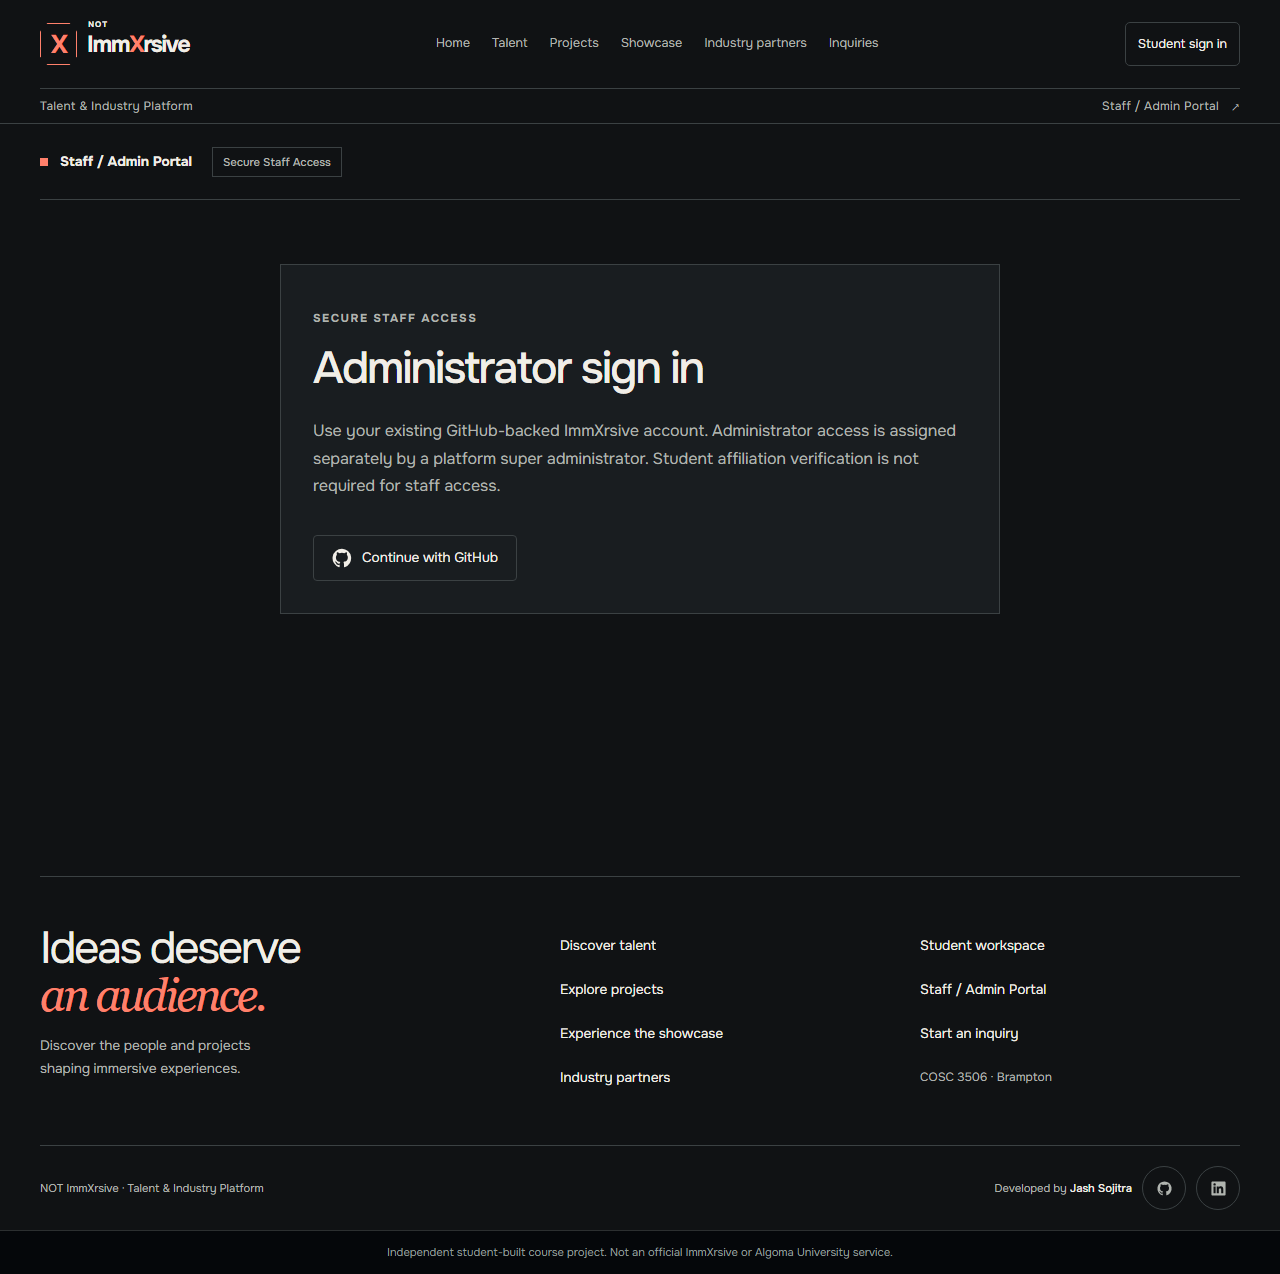 NOT
X
ImmXrsive
Home
Talent
Projects
Showcase
Industry partners
Inquiries
Student sign in
Talent & Industry Platform
Staff / Admin Portal ↗
Staff / Admin Portal
Secure Staff Access
SECURE STAFF ACCESS
Administrator sign in
Use your existing GitHub-backed ImmXrsive account. Administrator access is assigned
separately by a platform super administrator. Student affiliation verification is not
required for staff access.
Continue with GitHub
Ideas deserve
an audience.
Discover the people and projects
shaping immersive experiences.
Discover talent
Explore projects
Experience the showcase
Industry partners
Student workspace
Staff / Admin Portal
Start an inquiry
COSC 3506 · Brampton
NOT ImmXrsive · Talent & Industry Platform
Developed by Jash Sojitra
in
Independent student-built course project. Not an official ImmXrsive or Algoma University service.